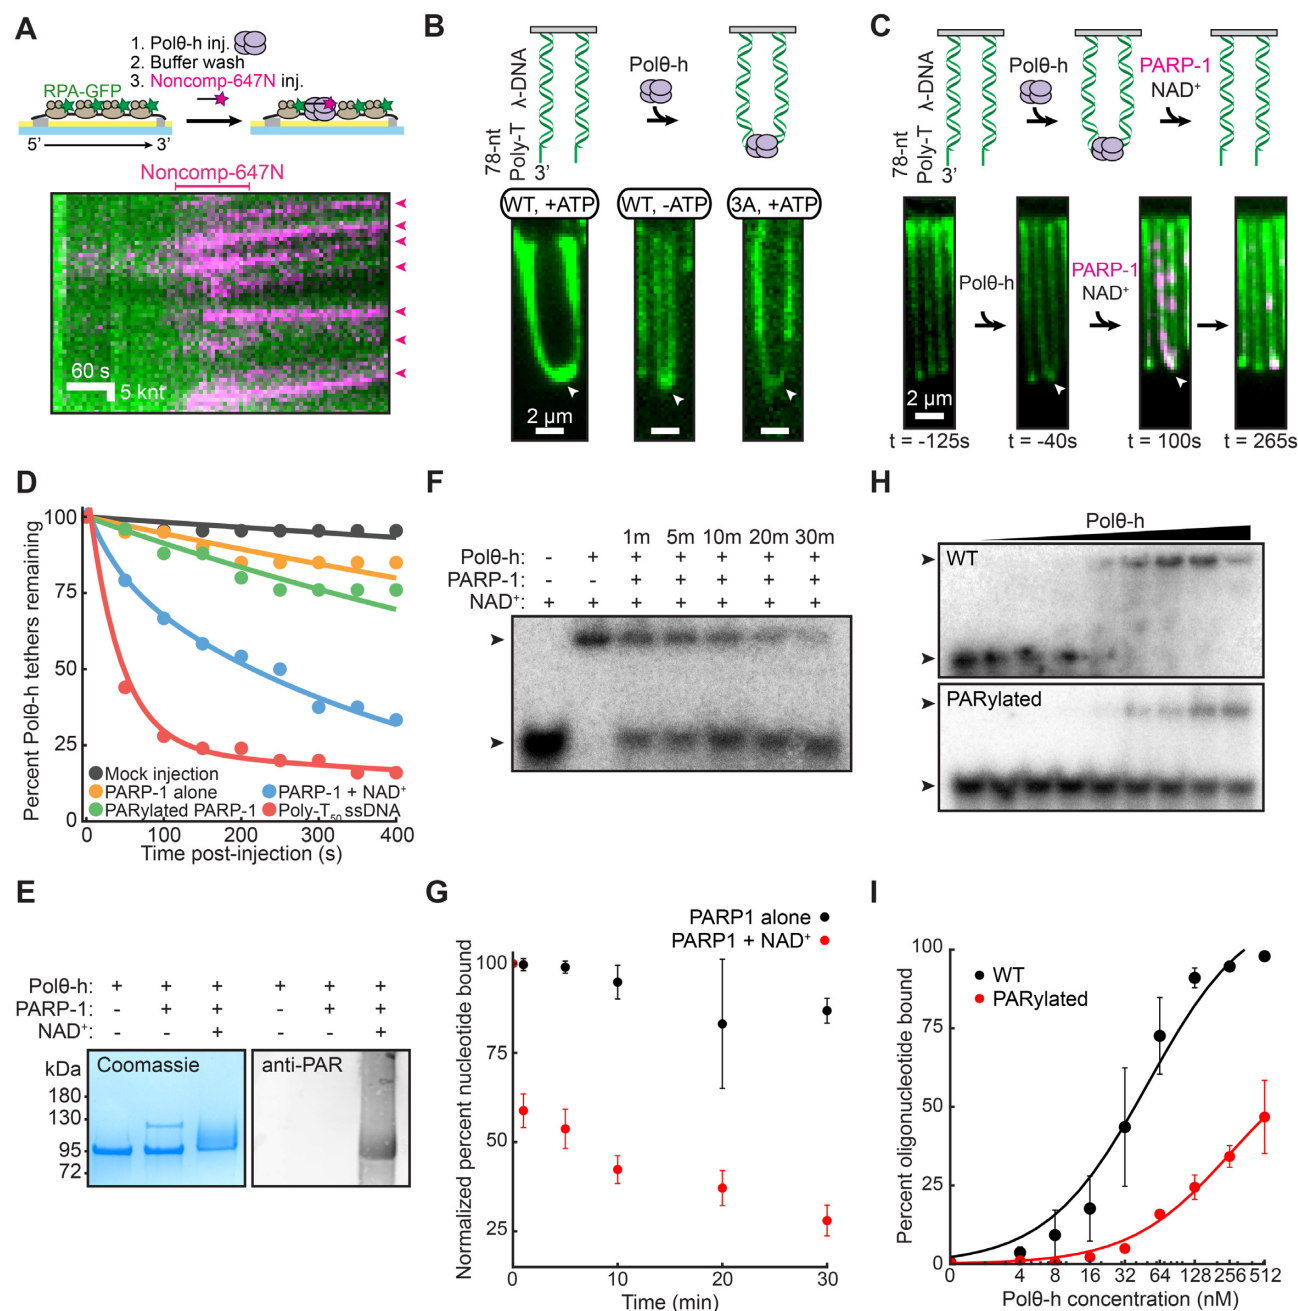 A
1. Polθ-h inj.
2. Buffer wash
3. Noncomp-647N inj.
RPA-GFP
5' 3'
Noncomp-647N
60 s
5 knt
B
78-nt Poly-T λ-DNA
3'
Polθ-h
WT, +ATP WT, -ATP 3A, +ATP
2 μm
C
78-nt Poly-T λ-DNA
3'
Polθ-h
PARP-1
NAD+
Polθ-h
PARP-1
NAD+
2 μm
t = -125s t = -40s t = 100s t = 265s
D
Percent Polθ-h tethers remaining
100
75
50
25
0
Mock injection
PARP-1 alone
PARylated PARP-1
PARP-1 + NAD+
Poly-T50 ssDNA
0 100 200 300 400
Time post-injection (s)
E
Polθ-h: + + + + + +
PARP-1: - + + - + +
NAD+: - - + - - +
kDa
180
130
95
72
Coomassie
anti-PAR
F
1m 5m 10m 20m 30m
Polθ-h: - + + + + + +
PARP-1: - - + + + + +
NAD+: + + + + + + +
G
Normalized percent nucleotide bound
PARP1 alone
PARP1 + NAD+
100
75
50
25
0 10 20 30
Time (min)
H
Polθ-h
WT
PARylated
I
Percent oligonucleotide bound
100
75
50
25
0
WT
PARylated
0 4 8 16 32 64 128 256 512
Polθ-h concentration (nM)